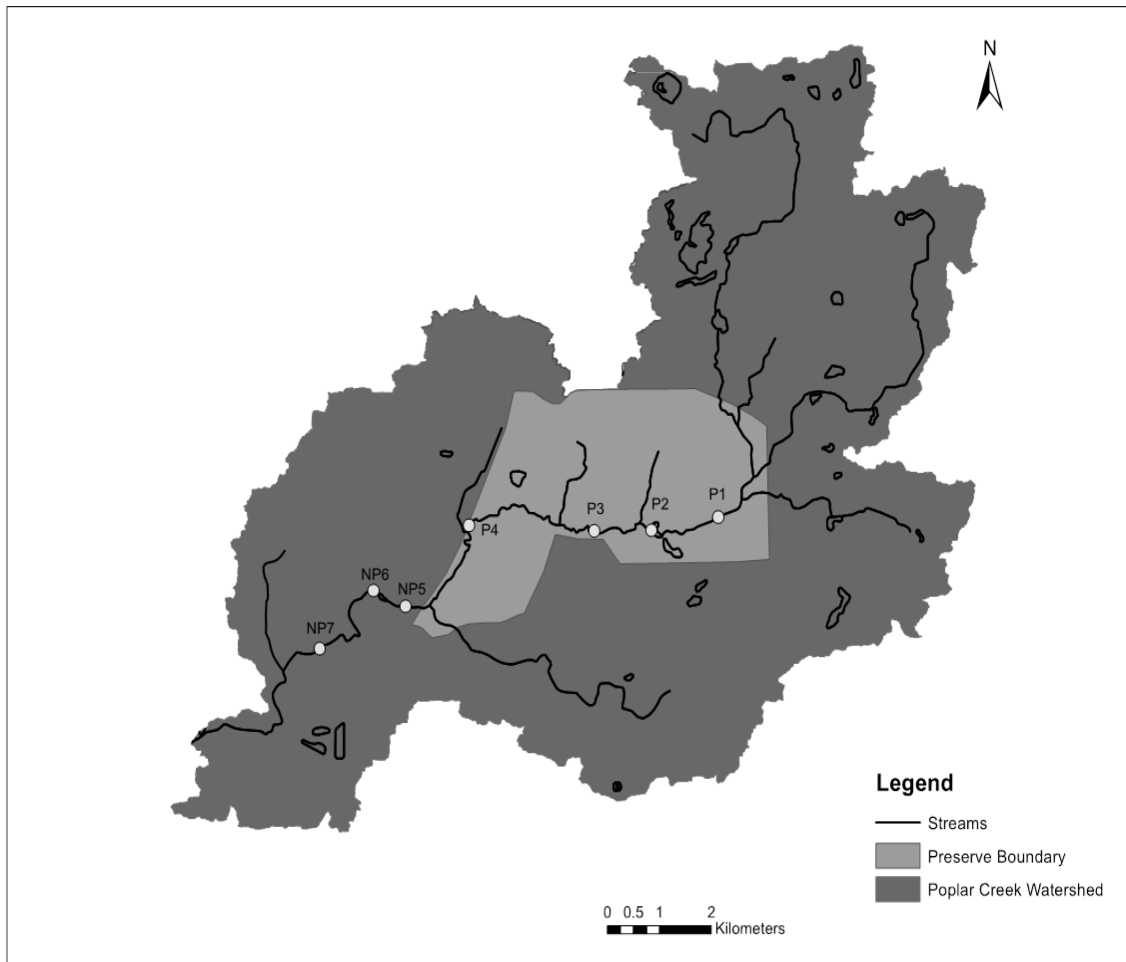 N
P1
P2
P3
P4
NP6
NP5
NP7
Legend
Streams
Preserve Boundary
Poplar Creek Watershed
0 0.5 1 2
Kilometers